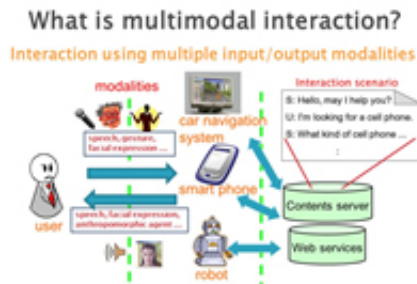 What is multimodal interaction?
Interaction using multiple input/output modalities
modalities
speech, gesture,
facial expression ...
user
speech, facial expression,
anthropomorphic agent ...
car navigation
system
smart phone
robot
Interaction scenario
S: Hello, may I help you?
U: I'm looking for a cell phone.
S: What kind of cell phone ...
:
Contents server
Web services